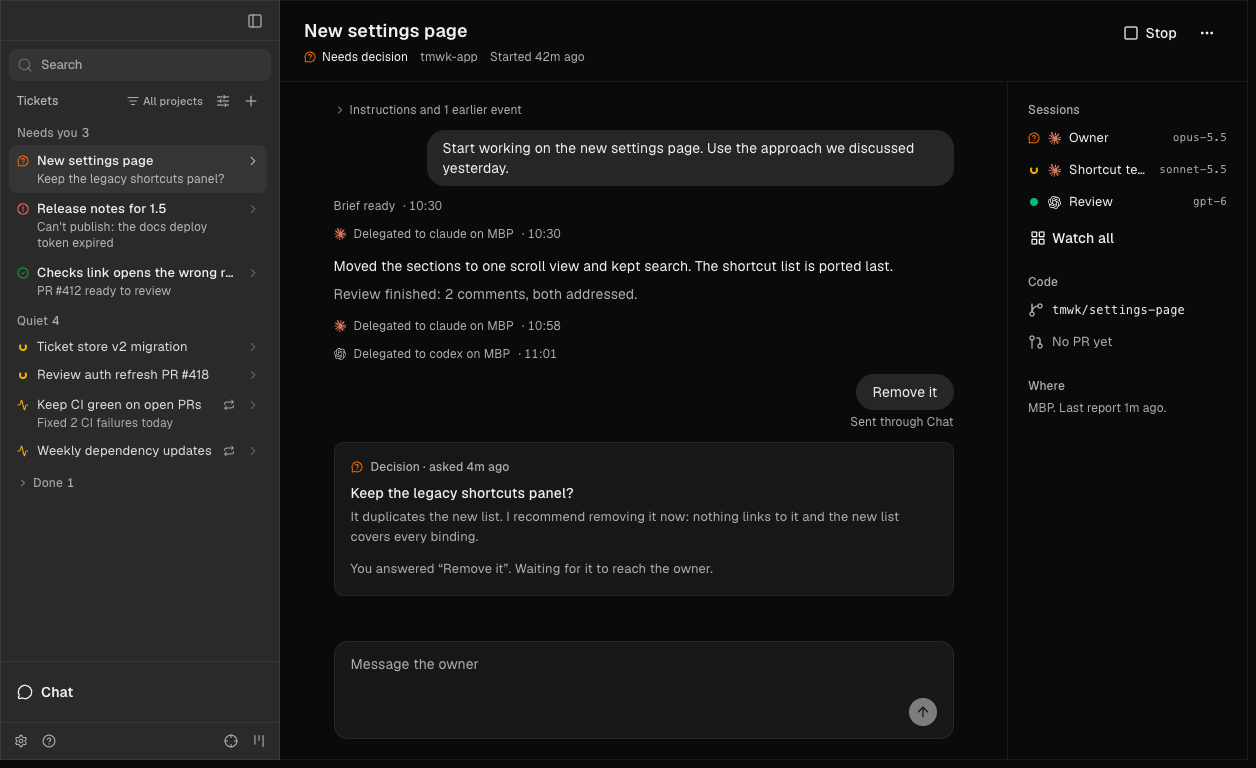 Search
Tickets
All projects
Needs you 3
New settings page
Keep the legacy shortcuts panel?
Release notes for 1.5
Can't publish: the docs deploy
token expired
Checks link opens the wrong r...
PR #412 ready to review
Quiet 4
Ticket store v2 migration
Review auth refresh PR #418
Keep CI green on open PRs
Fixed 2 CI failures today
Weekly dependency updates
Done 1
Chat
New settings page
Needs decision tmwk-app Started 42m ago
Stop
Instructions and 1 earlier event
Start working on the new settings page. Use the approach we discussed
yesterday.
Brief ready · 10:30
Delegated to claude on MBP · 10:30
Moved the sections to one scroll view and kept search. The shortcut list is ported last.
Review finished: 2 comments, both addressed.
Delegated to claude on MBP · 10:58
Delegated to codex on MBP · 11:01
Remove it
Sent through Chat
Decision · asked 4m ago
Keep the legacy shortcuts panel?
It duplicates the new list. I recommend removing it now: nothing links to it and the new list
covers every binding.
You answered “Remove it”. Waiting for it to reach the owner.
Message the owner
Sessions
Owner opus-5.5
Shortcut te... sonnet-5.5
Review gpt-6
Watch all
Code
tmwk/settings-page
No PR yet
Where
MBP. Last report 1m ago.